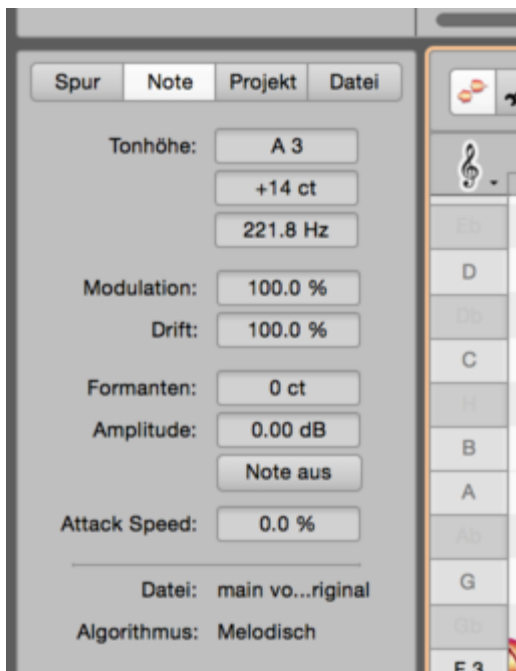 Spur Note Projekt Datei
Tonhöhe: A 3
+14 ct
221.8 Hz
Modulation: 100.0 %
Drift: 100.0 %
Formanten: 0 ct
Amplitude: 0.00 dB
Note aus
Attack Speed: 0.0 %
Datei: main vo...riginal
Algorithmus: Melodisch
Eb
D
Db
C
H
B
A
Ab
G
Gb
F 3